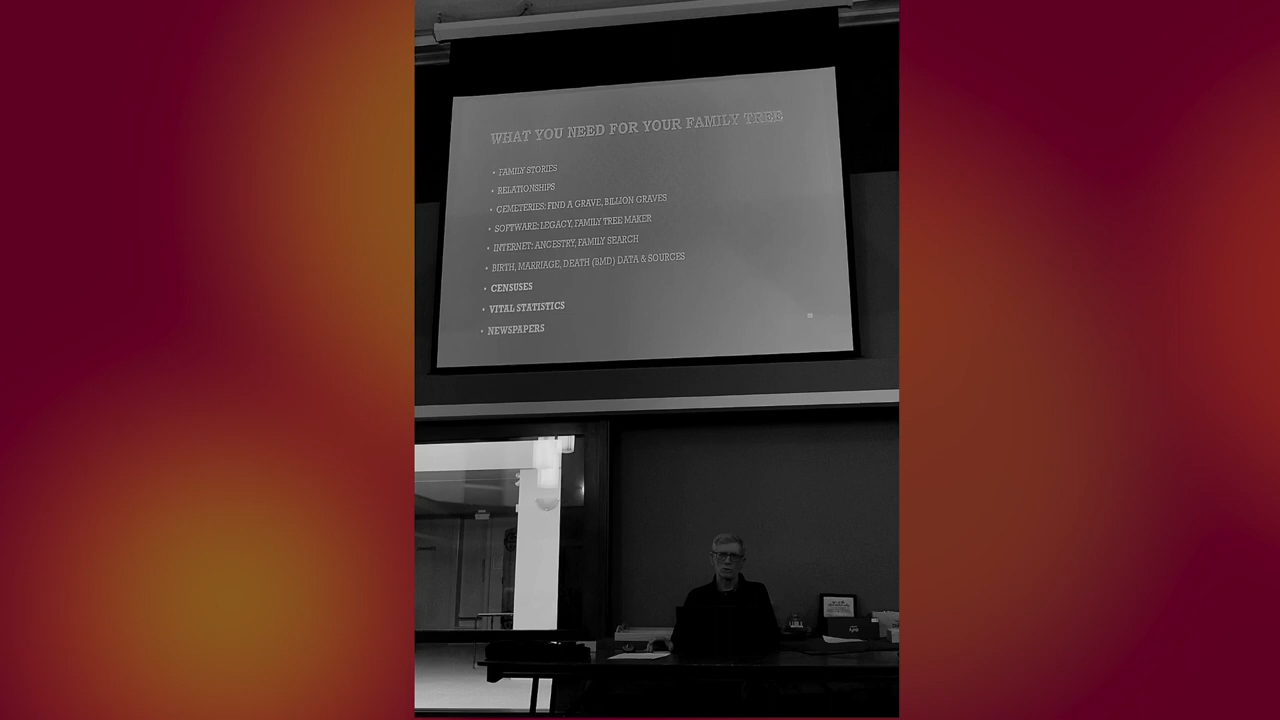 WHAT YOU NEED FOR YOUR FAMILY TREE
• FAMILY STORIES
• RELATIONSHIPS
• CEMETERIES: FIND A GRAVE, BILLION GRAVES
• SOFTWARE: LEGACY, FAMILY TREE MAKER
• INTERNET: ANCESTRY, FAMILY SEARCH
• BIRTH, MARRIAGE, DEATH (BMD) DATA & SOURCES
• CENSUSES
• VITAL STATISTICS
• NEWSPAPERS